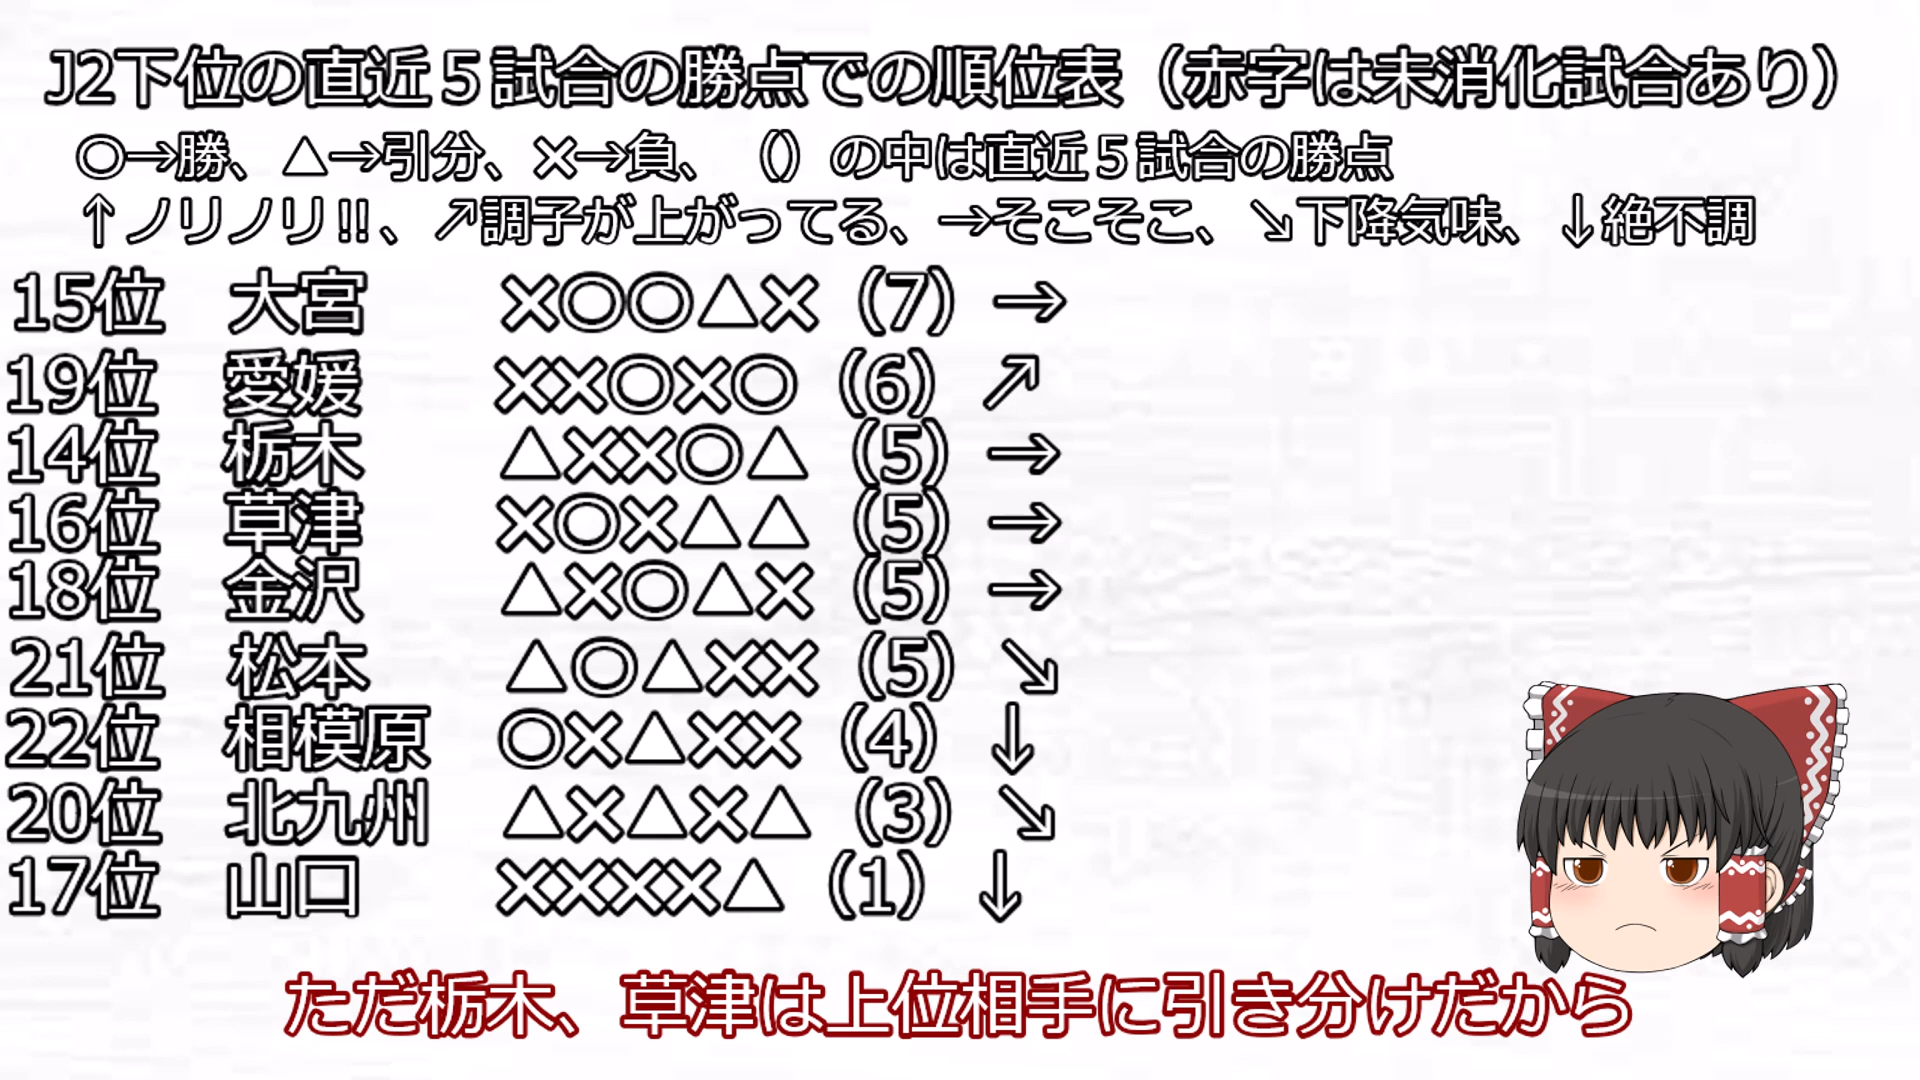 J2下位の直近５試合の勝点での順位表（赤字は未消化試合あり）
○→勝、△→引分、×→負、（）の中は直近５試合の勝点
↑ノリノリ!!、↗調子が上がってる、→そこそこ、↘下降気味、↓絶不調
15位 大宮 ×○○△×（7）→
19位 愛媛 ××○×○（6）↗
14位 栃木 △××○△（5）→
16位 草津 ×○×△△（5）→
18位 金沢 △×○△×（5）→
21位 松本 △○△××（5）↘
22位 相模原 ○×△××（4）↓
20位 北九州 △×△×△（3）↘
17位 山口 ××××△（1）↓
ただ栃木、草津は上位相手に引き分けだから